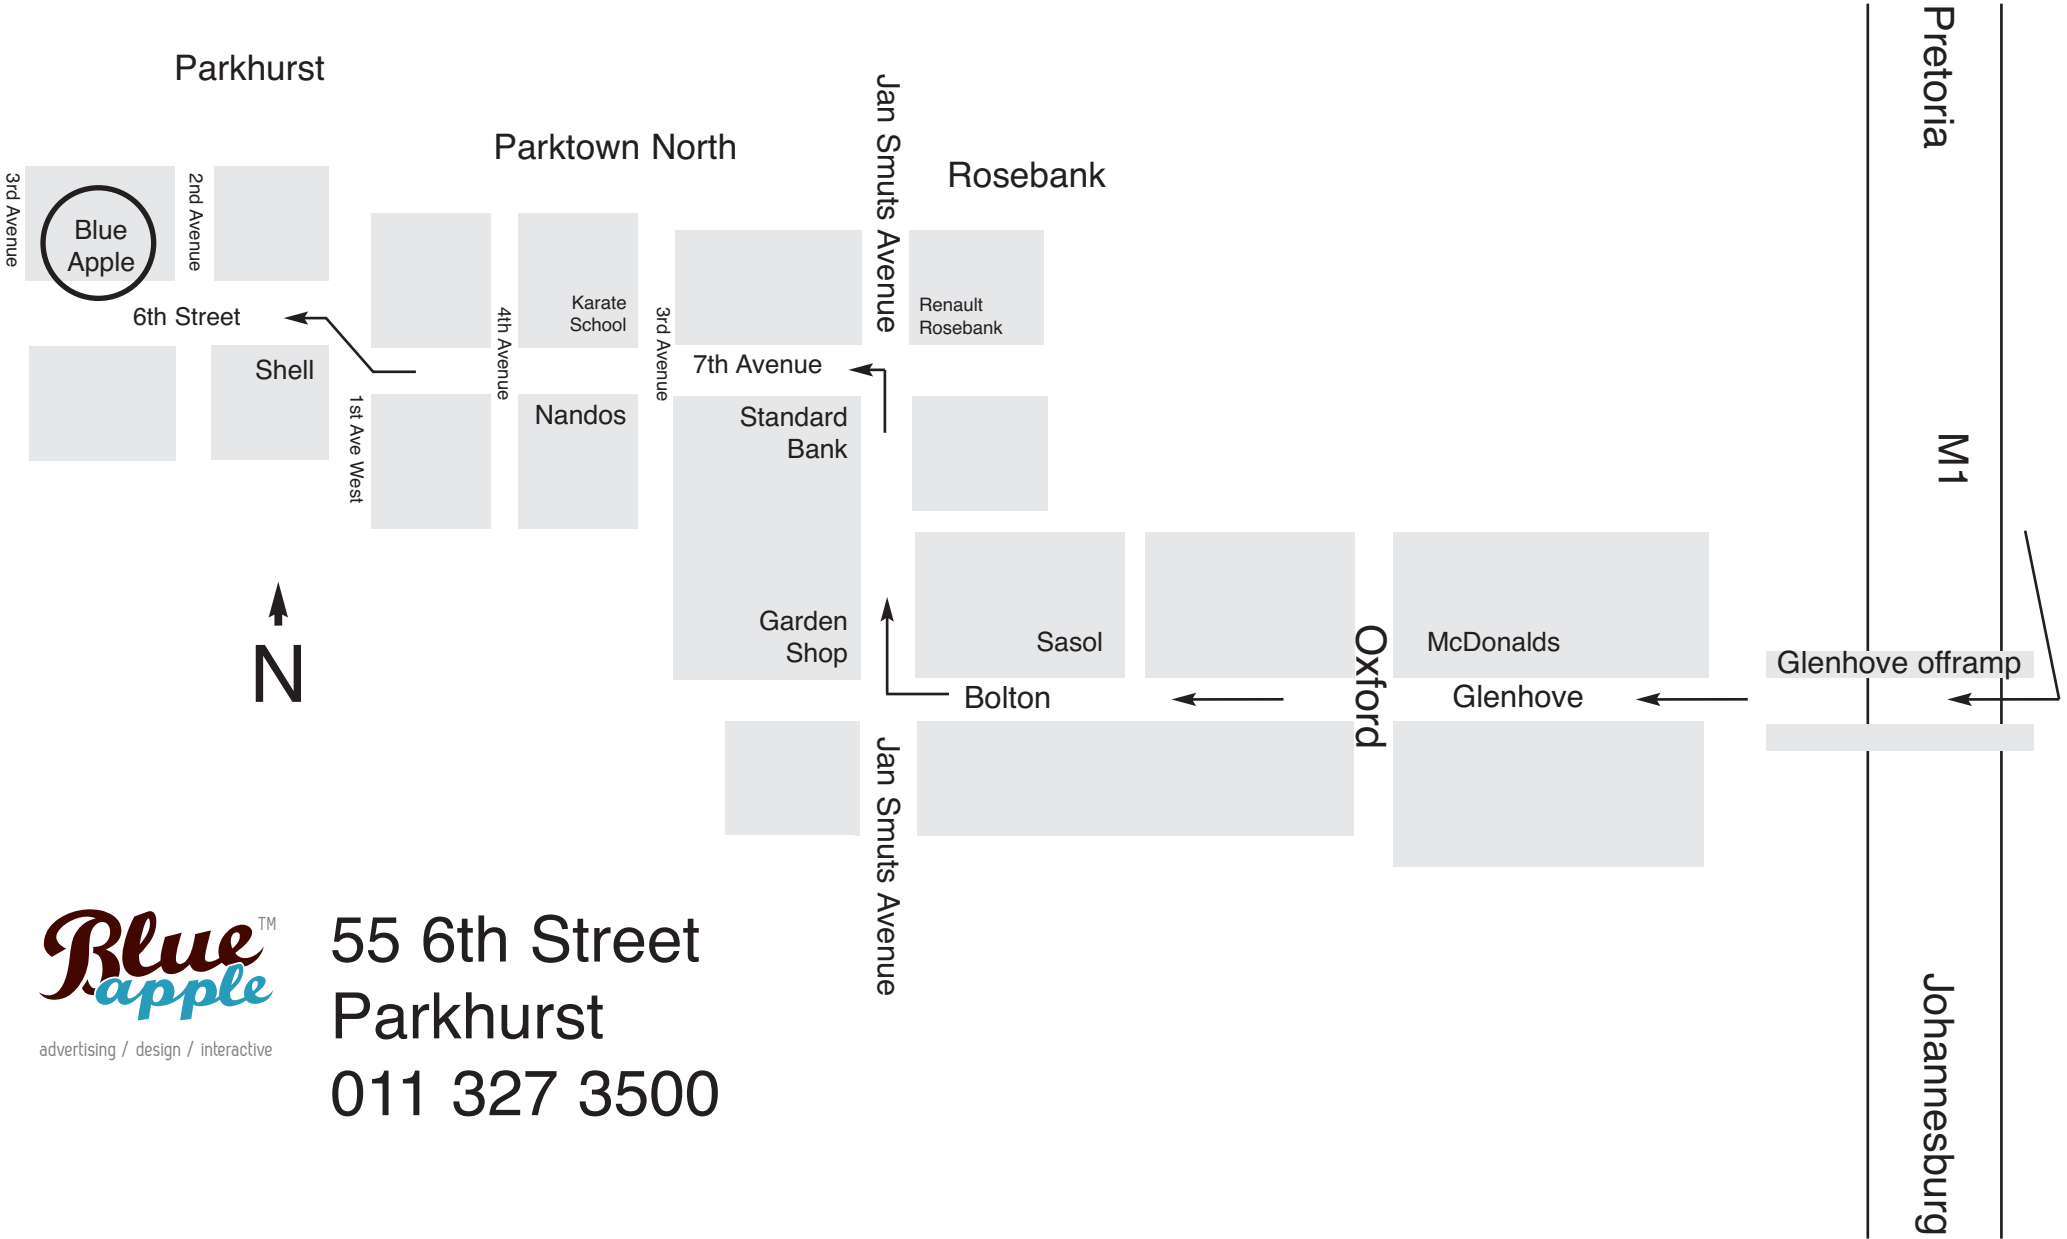 Parkhurst
Parktown North
Rosebank
Jan Smuts Avenue
Pretoria
3rd Avenue
Blue
Apple
2nd Avenue
6th Street
Shell
1st Ave West
4th Avenue
Karate
School
Nandos
3rd Avenue
7th Avenue
Standard
Bank
Renault
Rosebank
M1
Garden
Shop
Sasol
Oxford
McDonalds
Glenhove offramp
Bolton
Glenhove
N
Jan Smuts Avenue
Johannesburg
Blue TM
apple
advertising / design / interactive
55 6th Street
Parkhurst
011 327 3500